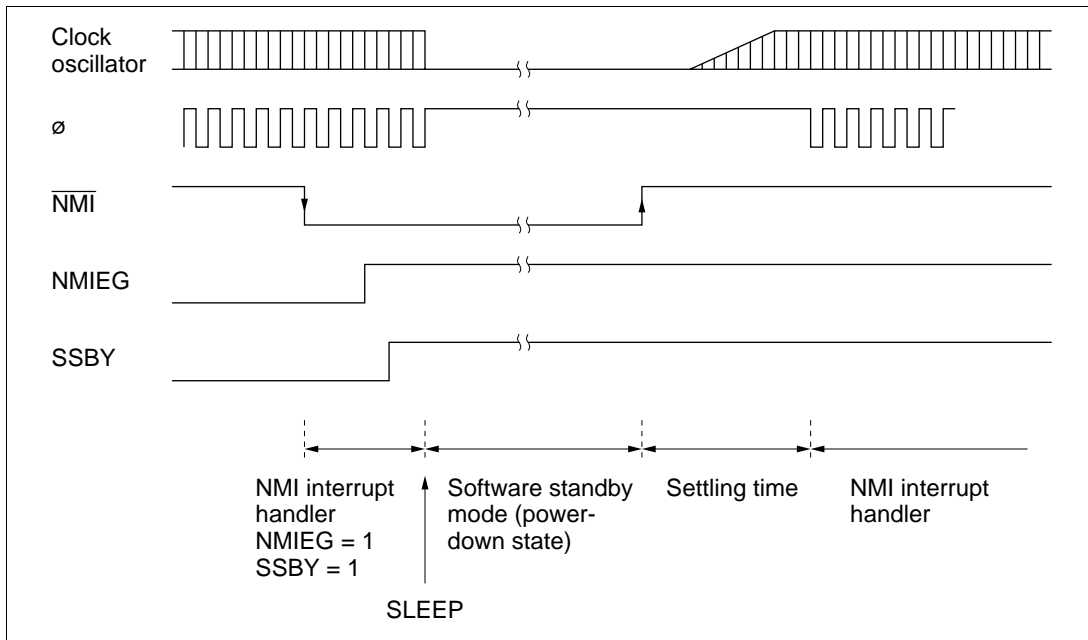 Clock
oscillator
ø
NMI
NMIEG
SSBY
NMI interrupt
handler
NMIEG = 1
SSBY = 1
Software standby
mode (power-
down state)
Settling time
NMI interrupt
handler
SLEEP